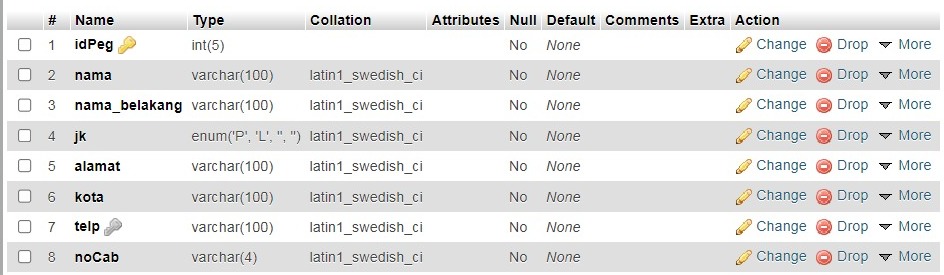 # Name Type Collation Attributes Null Default Comments Extra Action
1 idPeg int(5) No None Change Drop More
2 nama varchar(100) latin1_swedish_ci No None Change Drop More
3 nama_belakang varchar(100) latin1_swedish_ci No None Change Drop More
4 jk enum('P', 'L', '', '') latin1_swedish_ci No None Change Drop More
5 alamat varchar(100) latin1_swedish_ci No None Change Drop More
6 kota varchar(100) latin1_swedish_ci No None Change Drop More
7 telp varchar(100) latin1_swedish_ci No None Change Drop More
8 noCab varchar(4) latin1_swedish_ci No None Change Drop More